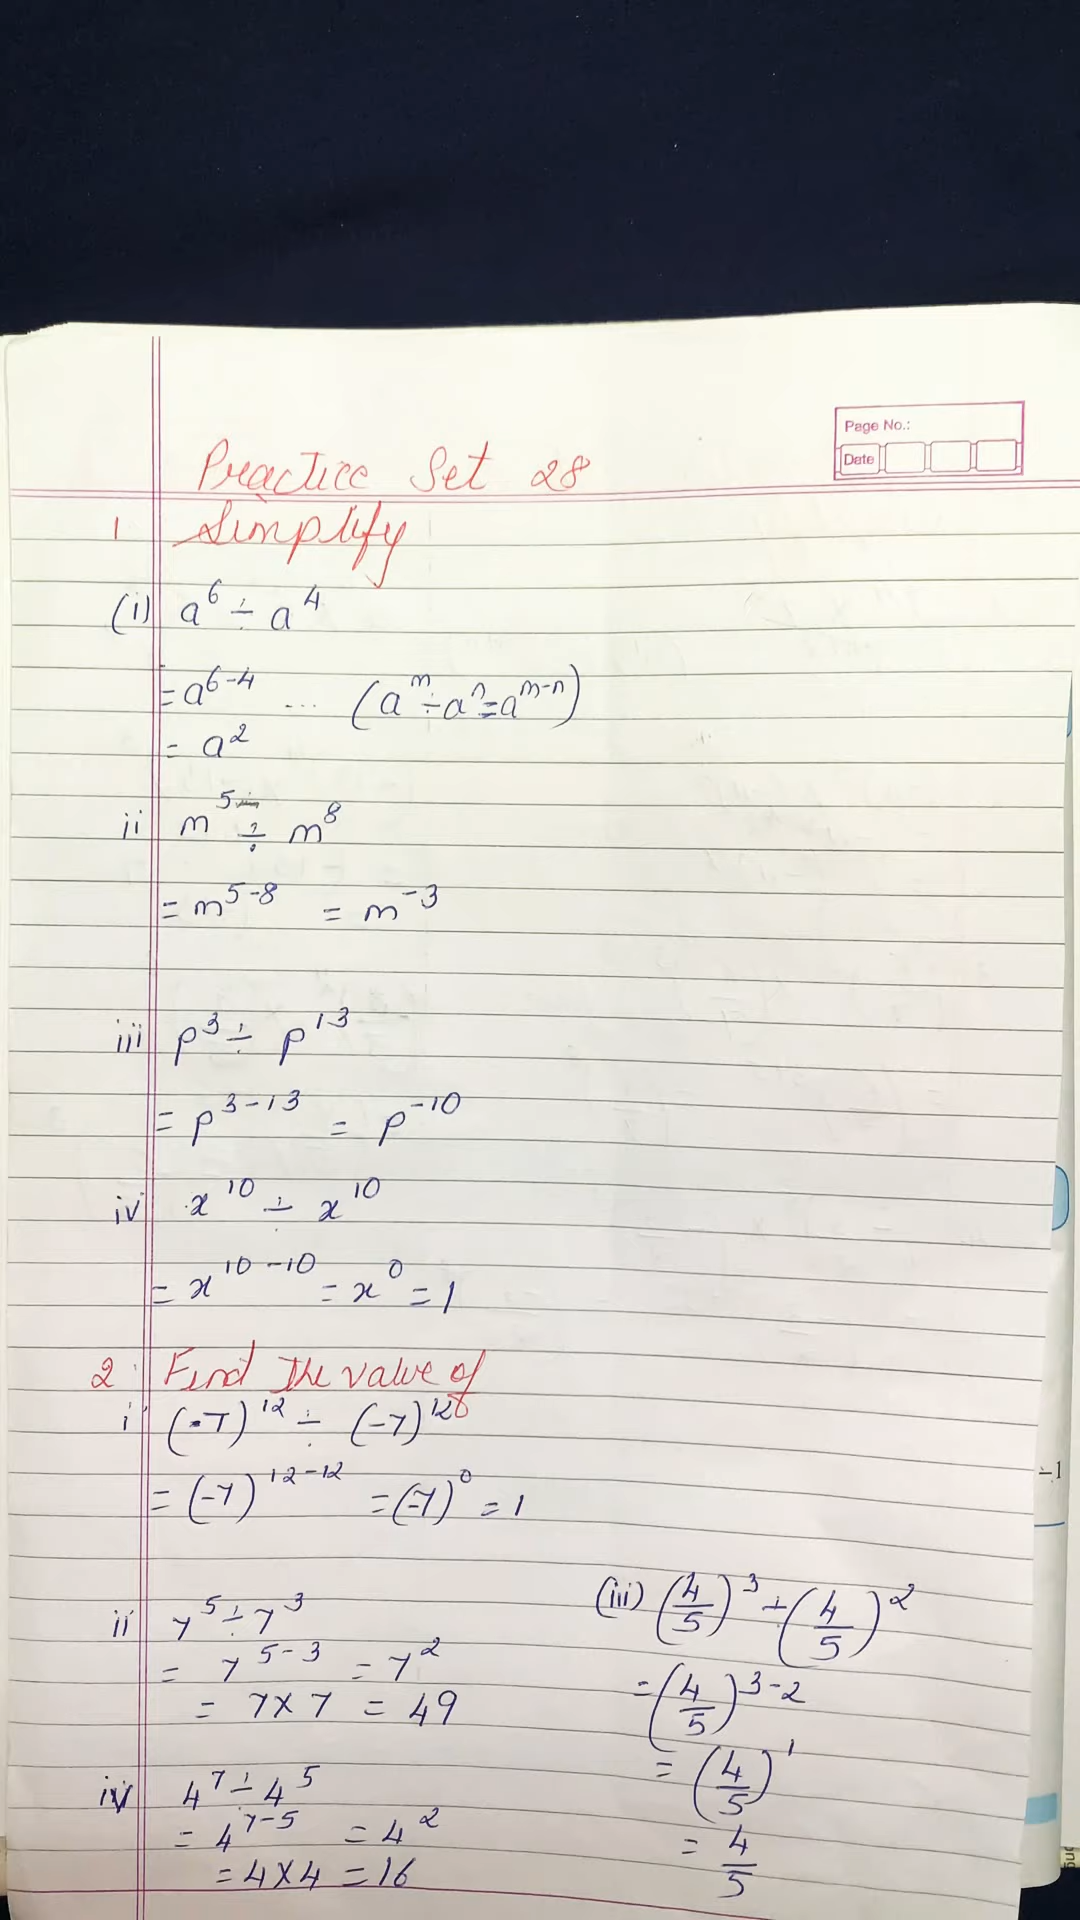 Page No.:
Date
Practice Set 28
1 Simplify
(i) a⁶ ÷ a⁴
= a⁶⁻⁴ ... (aᵐ ÷ aⁿ = aᵐ⁻ⁿ)
= a²
ii m⁵ ÷ m⁸
= m⁵⁻⁸ = m⁻³
iii p³ ÷ p¹³
= p³⁻¹³ = p⁻¹⁰
iv x¹⁰ ÷ x¹⁰
= x¹⁰⁻¹⁰ = x⁰ = 1
2 Find The value of
i (-7)¹² ÷ (-7)¹²
= (-7)¹²⁻¹² = (-7)⁰ = 1
ii 7⁵ ÷ 7³
= 7⁵⁻³ = 7²
= 7 × 7 = 49
(iii) (4/5)³ ÷ (4/5)²
= (4/5)³⁻²
= (4/5)¹
= 4/5
iv 4⁷ ÷ 4⁵
= 4⁷⁻⁵ = 4²
= 4 × 4 = 16
-1